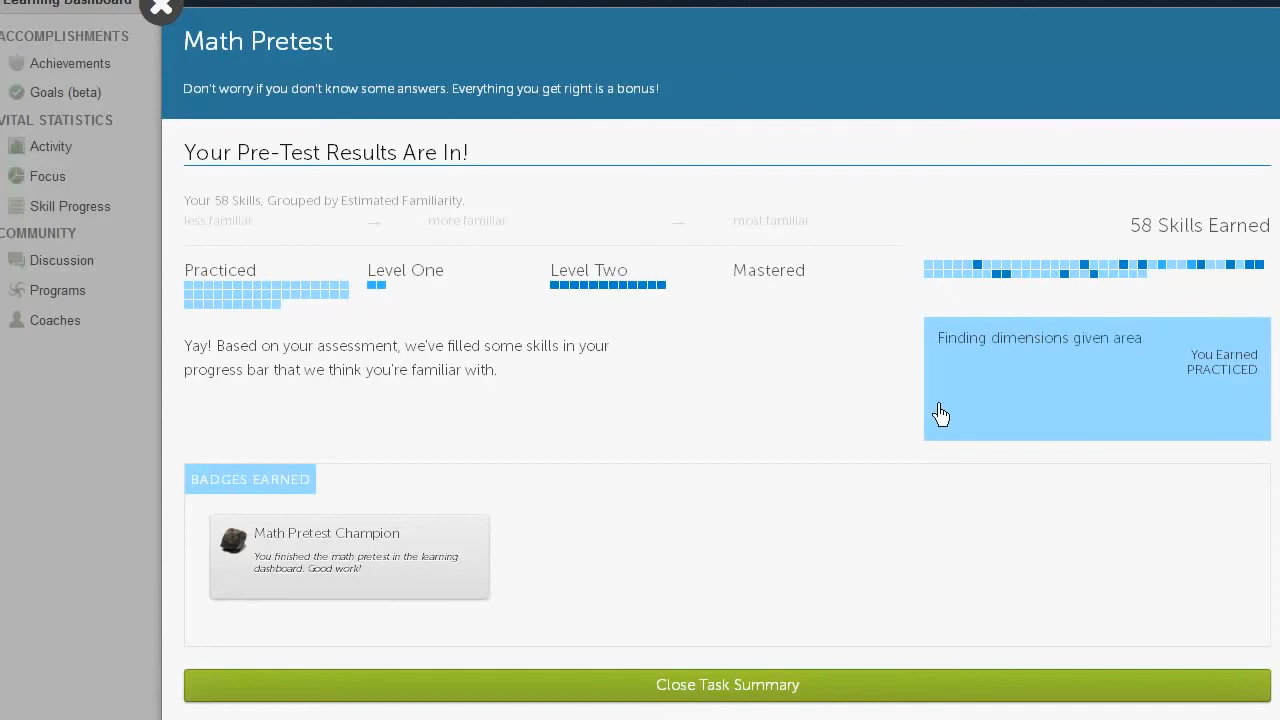 Learning Dashboard
ACCOMPLISHMENTS
Achievements
Goals (beta)
VITAL STATISTICS
Activity
Focus
Skill Progress
COMMUNITY
Discussion
Programs
Coaches
Math Pretest
Don't worry if you don't know some answers. Everything you get right is a bonus!
Your Pre-Test Results Are In!
Your 58 Skills, Grouped by Estimated Familiarity.
less familiar → more familiar → most familiar
58 Skills Earned
Practiced Level One Level Two Mastered
Yay! Based on your assessment, we've filled some skills in your
progress bar that we think you're familiar with.
Finding dimensions given area
You Earned
PRACTICED
BADGES EARNED
Math Pretest Champion
You finished the math pretest in the learning
dashboard. Good work!
Close Task Summary